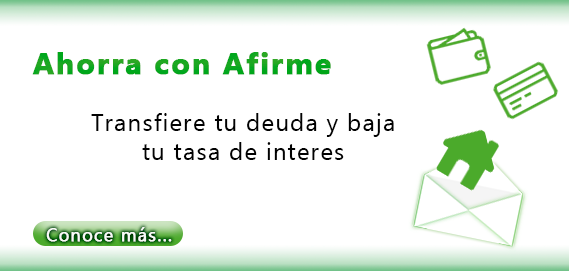 Ahorra con Afirme
Transfiere tu deuda y baja
tu tasa de interes
Conoce más...